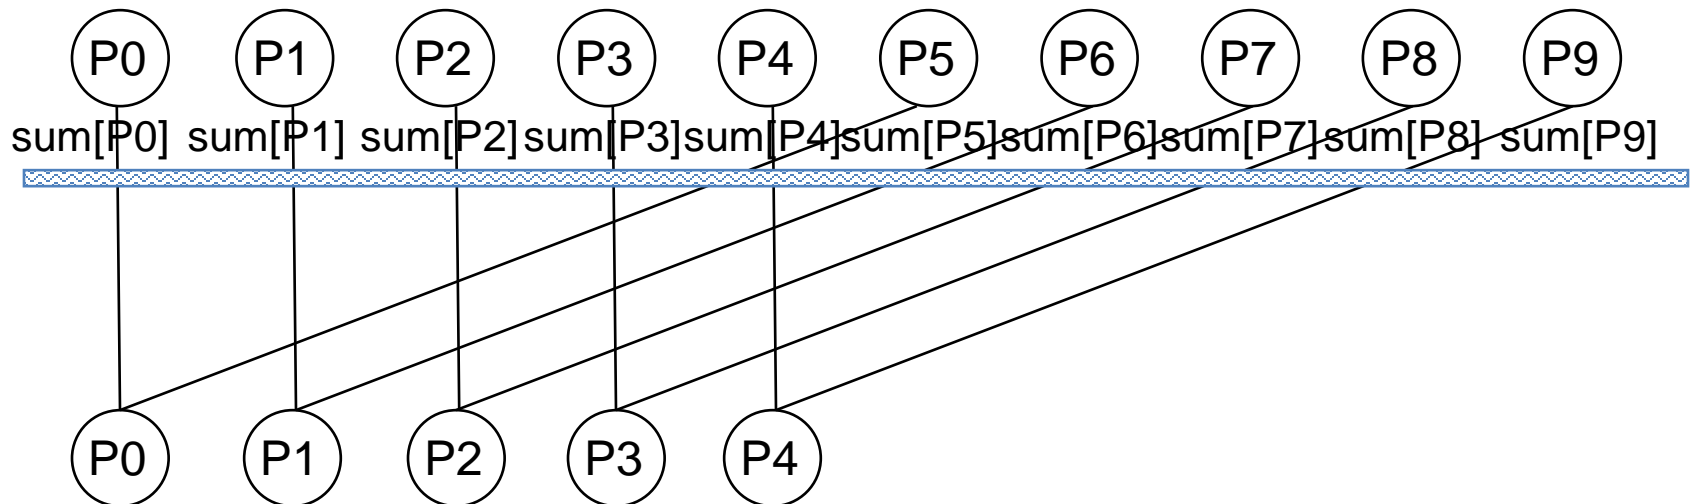 P0 P1 P2 P3 P4 P5 P6 P7 P8 P9
sum[P0] sum[P1] sum[P2] sum[P3] sum[P4] sum[P5] sum[P6] sum[P7] sum[P8] sum[P9]
P0 P1 P2 P3 P4